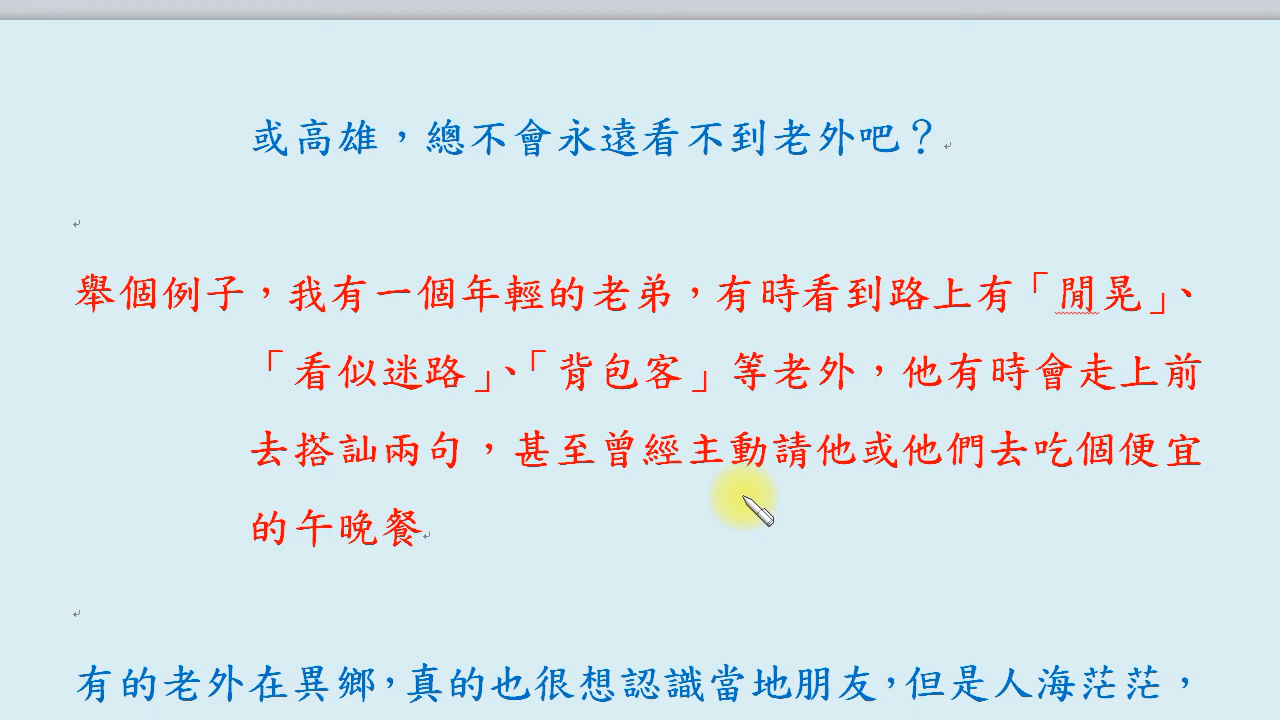 或高雄，總不會永遠看不到老外吧？
舉個例子，我有一個年輕的老弟，有時看到路上有「閒晃」、
「看似迷路」、「背包客」等老外，他有時會走上前
去搭訕兩句，甚至曾經主動請他或他們去吃個便宜
的午晚餐
有的老外在異鄉，真的也很想認識當地朋友，但是人海茫茫，